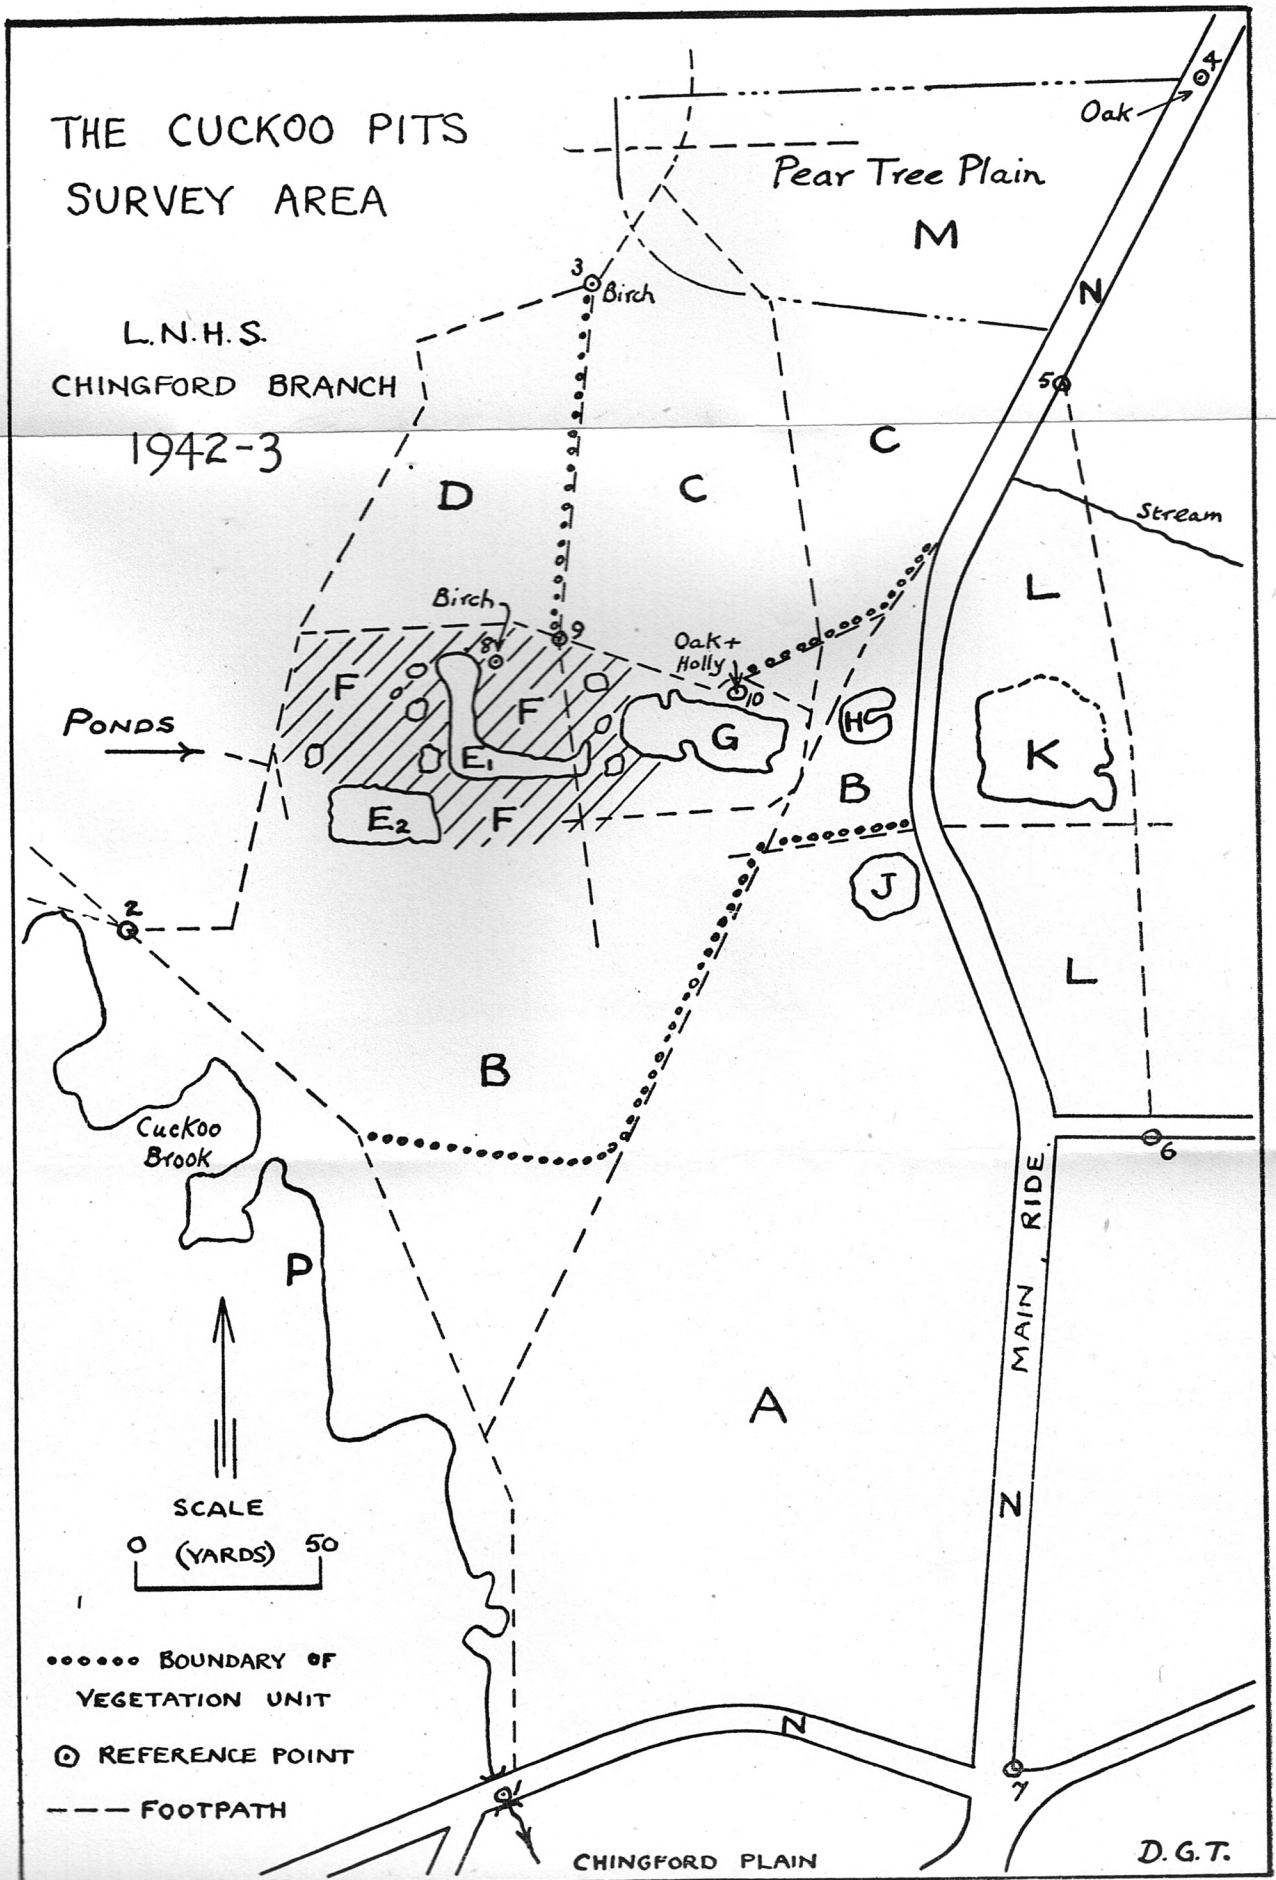 THE CUCKOO PITS
SURVEY AREA
L.N.H.S.
CHINGFORD BRANCH
1942-3
4
Oak
Pear Tree Plain
M
N
3
Birch
5
C
D
C
Stream
L
Birch
8
9
Oak +
Holly
10
F
F
H
G
K
PONDS
E1
B
E2
F
J
2
L
B
Cuckoo
Brook
6
P
MAIN RIDE
A
N
SCALE
0 (YARDS) 50
BOUNDARY OF
VEGETATION UNIT
N
REFERENCE POINT
1
7
FOOTPATH
CHINGFORD PLAIN
D.G.T.